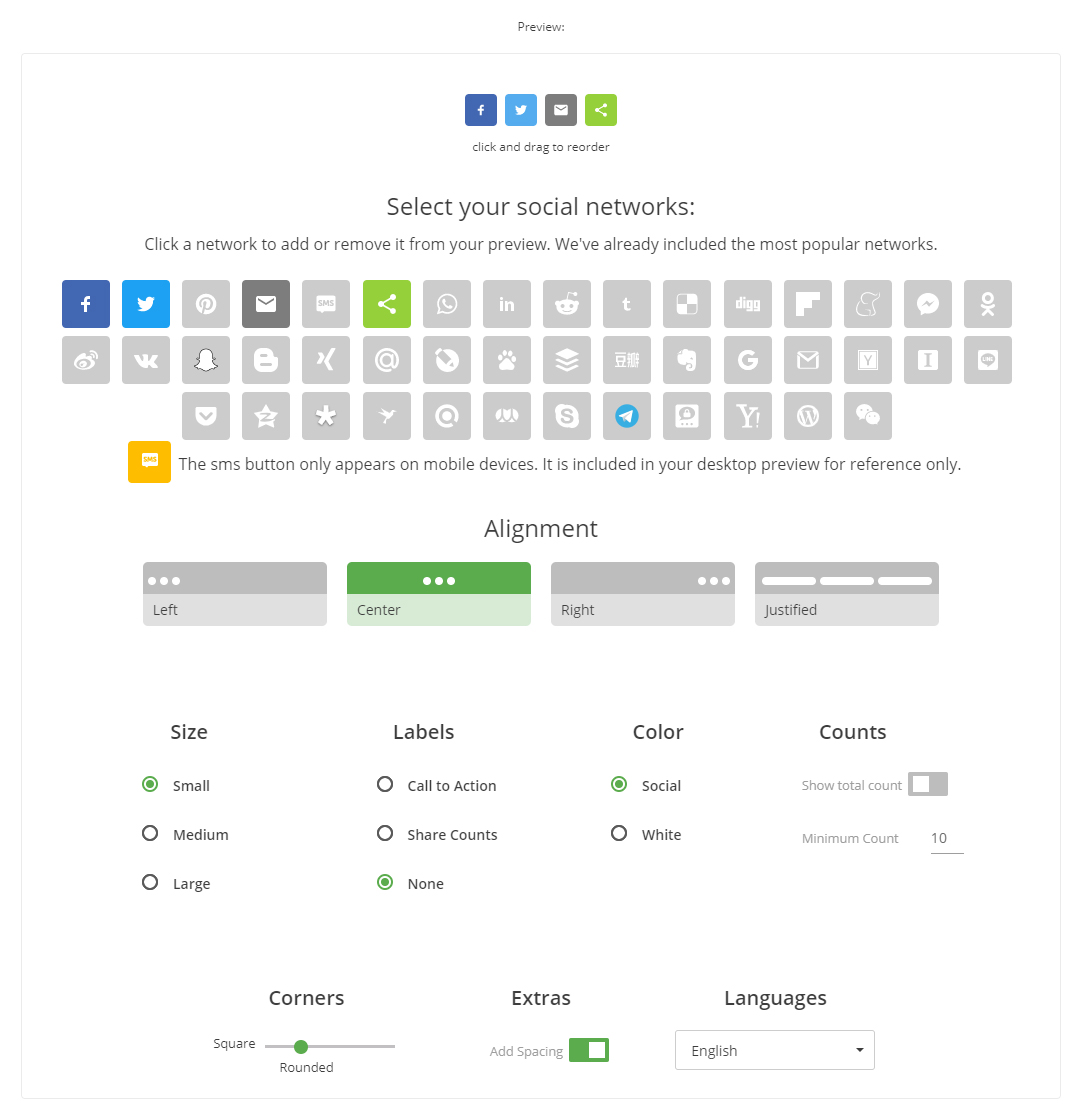 Preview:
click and drag to reorder
Select your social networks:
Click a network to add or remove it from your preview. We've already included the most popular networks.
SMS in t digg
豆瓣 G Y LINE
Y!
SMS The sms button only appears on mobile devices. It is included in your desktop preview for reference only.
Alignment
Left Center Right Justified
Size Labels Color Counts
Small Call to Action Social Show total count
Medium Share Counts White Minimum Count 10
Large None
Corners Extras Languages
Square Add Spacing English
Rounded